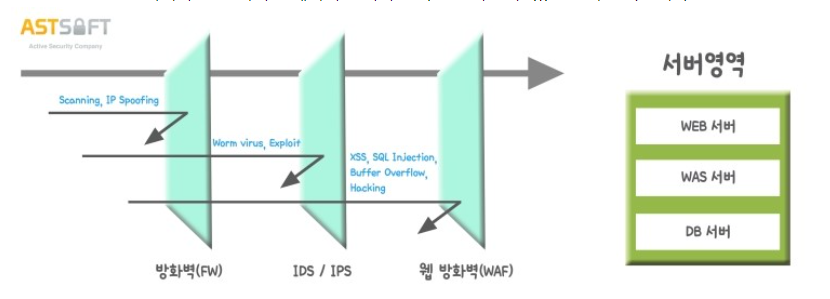 ASTSOFT
Active Security Company
서버영역
Scanning, IP Spoofing
WEB 서버
Worm virus, Exploit
XSS, SQL Injection,
Buffer Overflow,
Hacking
WAS 서버
DB 서버
방화벽(FW)
IDS / IPS
웹 방화벽(WAF)